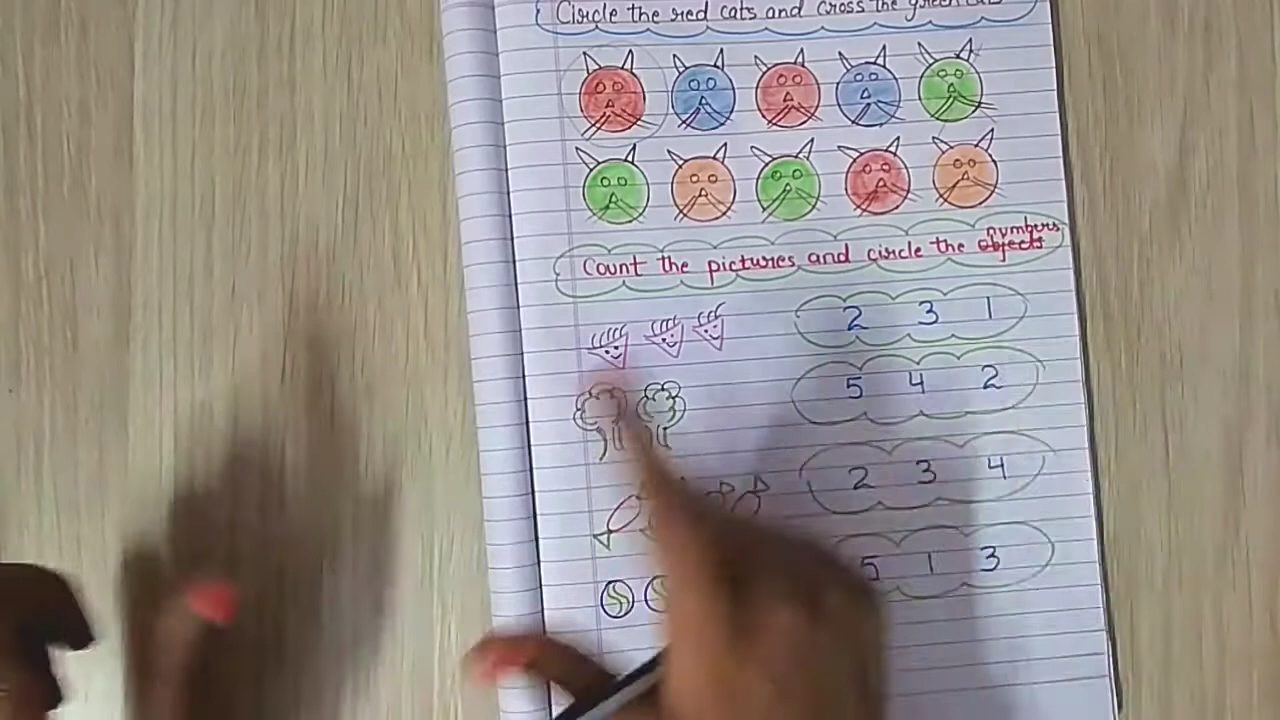 Circle the red cats and cross the green
numbers
Count the pictures and circle the objects
2 3 1
5 4 2
2 3 4
5 1 3